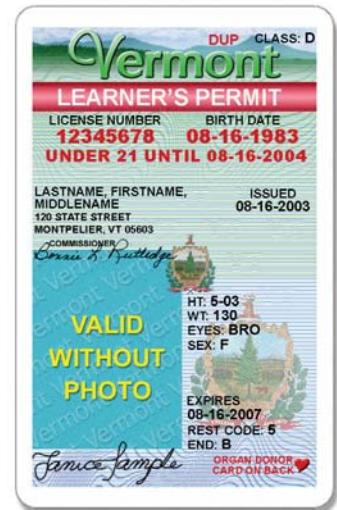 DUP CLASS: D
Vermont
LEARNER'S PERMIT
LICENSE NUMBER BIRTH DATE
12345678 08-16-1983
UNDER 21 UNTIL 08-16-2004
LASTNAME, FIRSTNAME,
MIDDLENAME
120 STATE STREET
MONTPELIER, VT 05603
ISSUED
08-16-2003
COMMISSIONER
Bonnie L. Rutledge
VALID
WITHOUT
PHOTO
HT: 5-03
WT: 130
EYES: BRO
SEX: F
EXPIRES
08-16-2007
REST CODE: 5
END: B
Janice Sample
ORGAN DONOR
CARD ON BACK